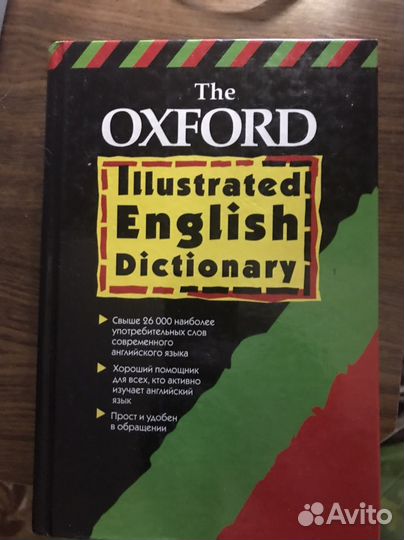 The
OXFORD
Illustrated
English
Dictionary
Свыше 26 000 наиболее
употребительных слов
современного
английского языка
Хороший помощник
для всех, кто активно
изучает английский
язык
Прост и удобен
в обращении
Avito